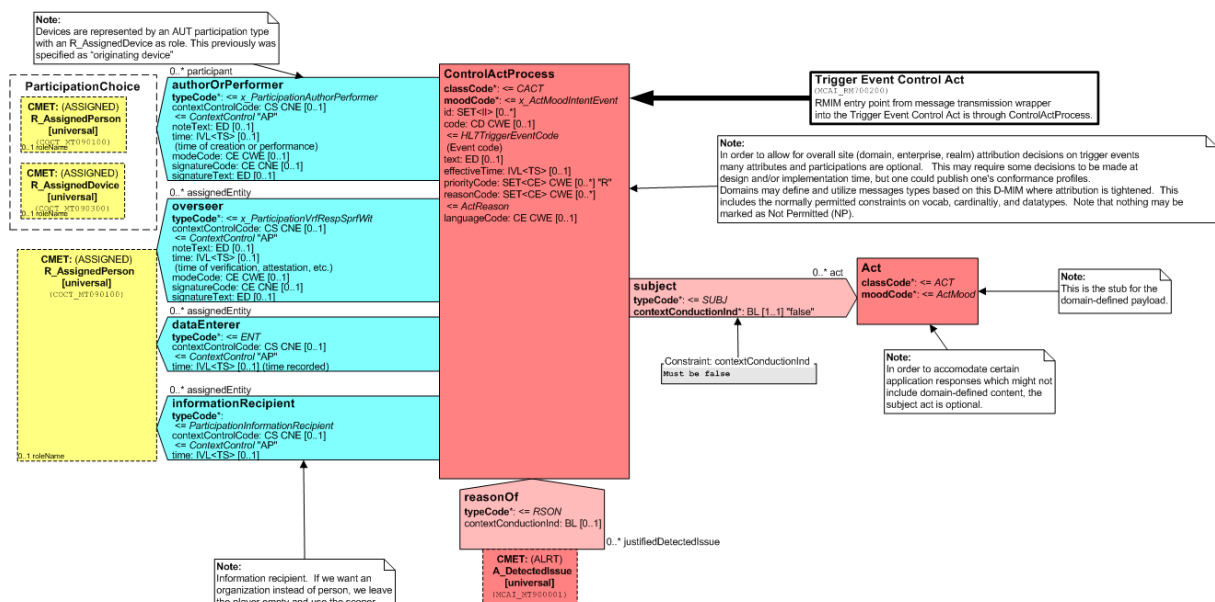 Note:
Devices are represented by an AUT participation type
with an R_AssignedDevice as role. This previously was
specified as "originating device"
ParticipationChoice
CMET: (ASSIGNED)
R_AssignedPerson
[universal]
(COCT_MT090100)
0..1 roleName
CMET: (ASSIGNED)
R_AssignedDevice
[universal]
(COCT_MT090300)
0..1 roleName
CMET: (ASSIGNED)
R_AssignedPerson
[universal]
(COCT_MT090100)
0..1 roleName
0..* participant
authorOrPerformer
typeCode*: <= x_ParticipationAuthorPerformer
contextControlCode: CS CNE [0..1]
<= ContextControl "AP"
noteText: ED [0..1]
time: IVL<TS> [0..1]
(time of creation or performance)
modeCode: CE CWE [0..1]
signatureCode: CE CNE [0..1]
signatureText: ED [0..1]
0..* assignedEntity
overseer
typeCode*: <= x_ParticipationVrfRespSprfWit
contextControlCode: CS CNE [0..1]
<= ContextControl "AP"
noteText: ED [0..1]
time: IVL<TS> [0..1]
(time of verification, attestation, etc.)
modeCode: CE CWE [0..1]
signatureCode: CE CNE [0..1]
signatureText: ED [0..1]
0..* assignedEntity
dataEnterer
typeCode*: <= ENT
contextControlCode: CS CNE [0..1]
<= ContextControl "AP"
time: IVL<TS> [0..1] (time recorded)
0..* assignedEntity
informationRecipient
typeCode*:
<= ParticipationInformationRecipient
contextControlCode: CS CNE [0..1]
<= ContextControl "AP"
time: IVL<TS> [0..1]
ControlActProcess
classCode*: <= CACT
moodCode*: <= x_ActMoodIntentEvent
id: SET<II> [0..*]
code: CD CWE [0..1]
<= HL7TriggerEventCode
(Event code)
text: ED [0..1]
effectiveTime: IVL<TS> [0..1]
priorityCode: SET<CE> CWE [0..*] "R"
reasonCode: SET<CE> CWE [0..*]
<= ActReason
languageCode: CE CWE [0..1]
Trigger Event Control Act
(MCAI_RM700200)
RMIM entry point from message transmission wrapper
into the Trigger Event Control Act is through ControlActProcess.
Note:
In order to allow for overall site (domain, enterprise, realm) attribution decisions on trigger events
many attributes and participations are optional. This may require some decisions to be made at
design and/or implementation time, but one could publish one's conformance profiles.
Domains may define and utilize messages types based on this D-MIM where attribution is tightened. This
includes the normally permitted constraints on vocab, cardinaltiy, and datatypes. Note that nothing may be
marked as Not Permitted (NP).
0..* act
subject
typeCode*: <= SUBJ
contextConductionInd*: BL [1..1] "false"
Constraint: contextConductionInd
Must be false
Act
classCode*: <= ACT
moodCode*: <= ActMood
Note:
This is the stub for the
domain-defined payload.
Note:
In order to accomodate certain
application responses which might not
include domain-defined content, the
subject act is optional.
reasonOf
typeCode*: <= RSON
contextConductionInd: BL [0..1]
0..* justifiedDetectedIssue
CMET: (ALRT)
A_DetectedIssue
[universal]
(MCAI_MT900001)
Note:
Information recipient. If we want an
organization instead of person, we leave
the player empty and use the scoper